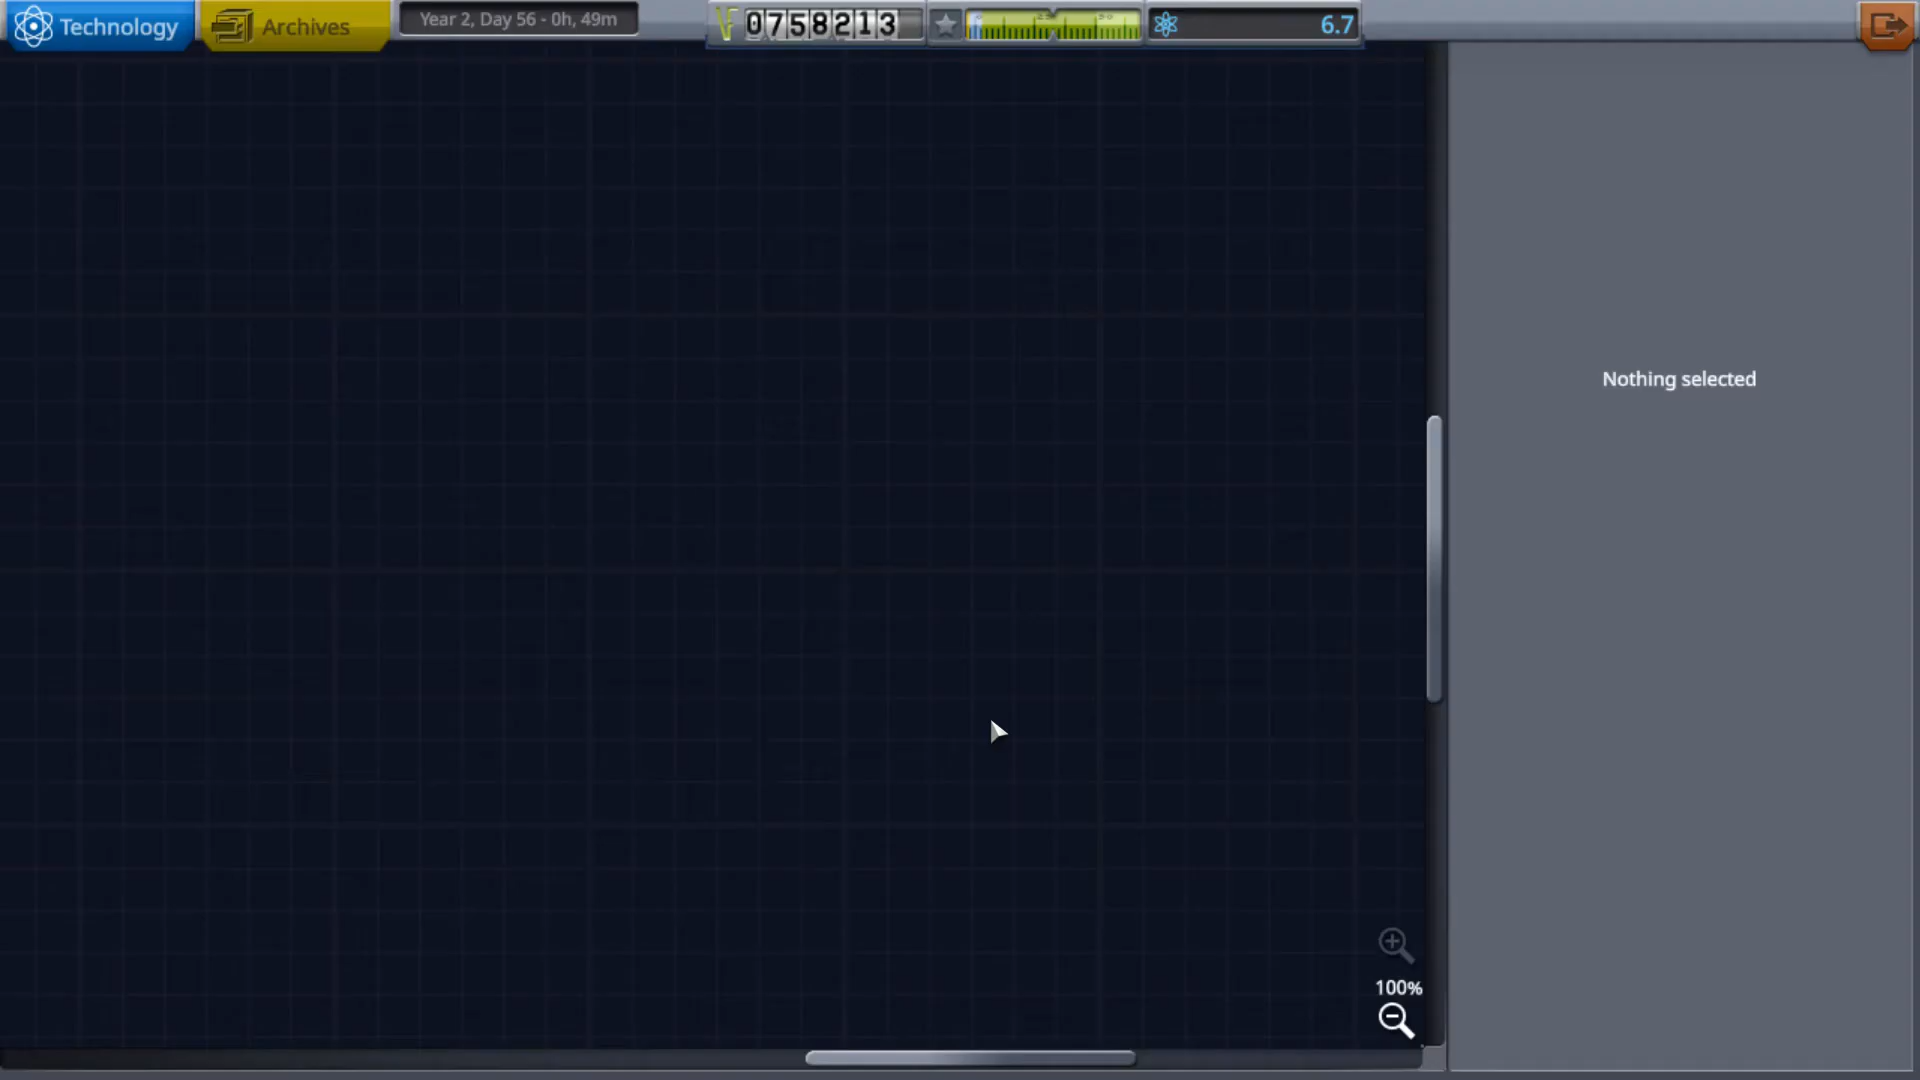 Technology
Archives
Year 2, Day 56 - 0h, 49m
0758213
6.7
Nothing selected
100%